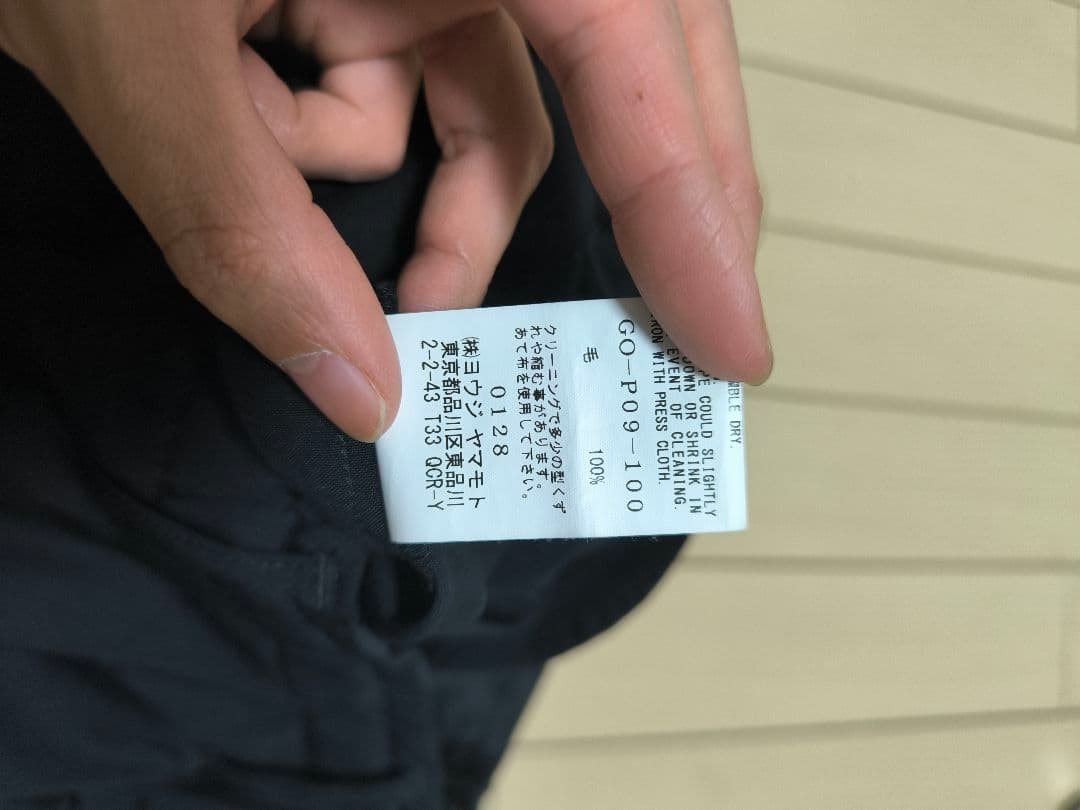 MBLE DRY.
PE COULD SLIGHTLY
DOWN OR SHRINK IN
EVENT OF CLEANING.
RON WITH PRESS CLOTH.
GO-P09-100
毛 100%
クリーニングで多少の型くず
れや縮む事があります。
あて布を使用して下さい。
0128
㈱ヨウジ ヤマモト
東京都品川区東品川
2-2-43 T33 QCR-Y